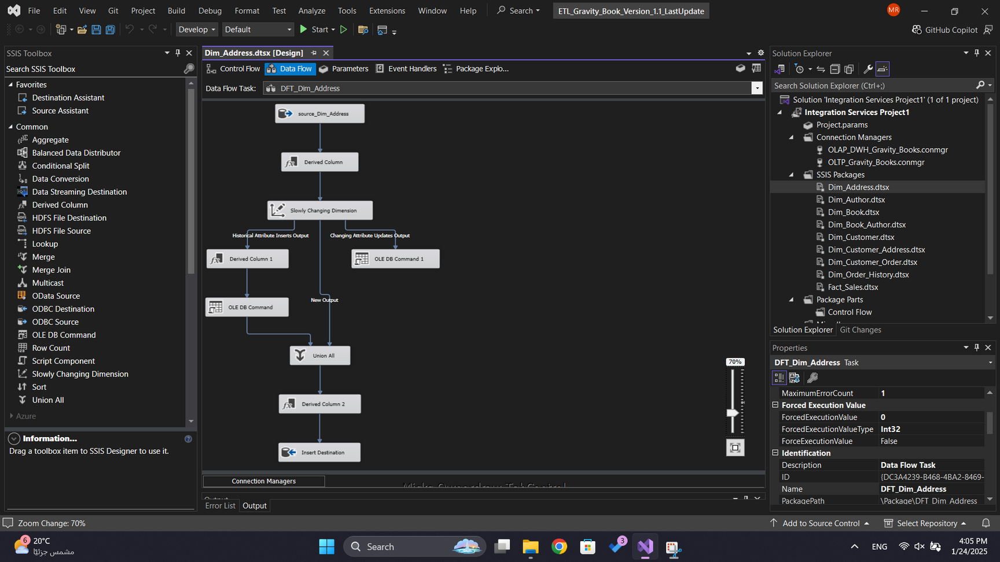 File Edit View Git Project Build Debug Format Test Analyze Tools Extensions Window Help Search ETL_Gravity_Book_Version_1.1_LastUpdate MR
Develop Default Start GitHub Copilot
SSIS Toolbox
Search SSIS Toolbox
Favorites
Destination Assistant
Source Assistant
Common
Aggregate
Balanced Data Distributor
Conditional Split
Data Conversion
Data Streaming Destination
Derived Column
HDFS File Destination
HDFS File Source
Lookup
Merge
Merge Join
Multicast
OData Source
ODBC Destination
ODBC Source
OLE DB Command
Row Count
Script Component
Slowly Changing Dimension
Sort
Union All
Azure
Information...
Drag a toolbox item to SSIS Designer to use it.
Dim_Address.dtsx [Design]
Control Flow Data Flow Parameters Event Handlers Package Explo...
Data Flow Task: DFT_Dim_Address
source_Dim_Address
Derived Column
Slowly Changing Dimension
Historical Attribute Inserts Output Changing Attribute Updates Output
Derived Column 1 OLE DB Command 1
New Output
OLE DB Command
Union All
Derived Column 2
Insert Destination
70%
Connection Managers
Output
Error List Output
Solution Explorer
Search Solution Explorer (Ctrl+;)
Solution 'Integration Services Project1' (1 of 1 project)
Integration Services Project1
Project.params
Connection Managers
OLAP_DWH_Gravity_Books.conmgr
OLTP_Gravity_Books.conmgr
SSIS Packages
Dim_Address.dtsx
Dim_Author.dtsx
Dim_Book.dtsx
Dim_Book_Author.dtsx
Dim_Customer.dtsx
Dim_Customer_Address.dtsx
Dim_Customer_Order.dtsx
Dim_Order_History.dtsx
Fact_Sales.dtsx
Package Parts
Control Flow
Solution Explorer Git Changes
Properties
DFT_Dim_Address Task
MaximumErrorCount 1
Forced Execution Value
ForcedExecutionValue 0
ForcedExecutionValueType Int32
ForceExecutionValue False
Identification
Description Data Flow Task
ID {DC3A4239-B468-4BA2-8469-
Name DFT_Dim_Address
PackagePath \Package\DFT_Dim_Address
Zoom Change: 70% Add to Source Control Select Repository
6 20°C
مشمس جزئيًا
Search 3 ENG
4:05 PM
1/24/2025